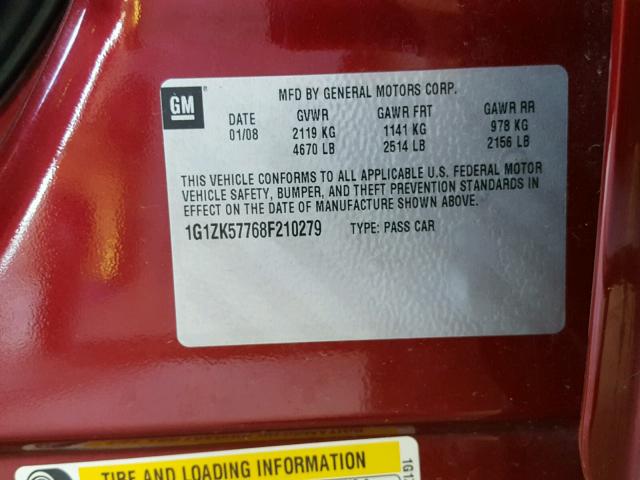 GM
MFD BY GENERAL MOTORS CORP.
DATE GVWR GAWR FRT GAWR RR
01/08 2119 KG 1141 KG 978 KG
4670 LB 2514 LB 2156 LB
THIS VEHICLE CONFORMS TO ALL APPLICABLE U.S. FEDERAL MOTOR
VEHICLE SAFETY, BUMPER, AND THEFT PREVENTION STANDARDS IN
EFFECT ON THE DATE OF MANUFACTURE SHOWN ABOVE.
1G1ZK57768F210279 TYPE: PASS CAR
TIRE AND LOADING INFORMATION